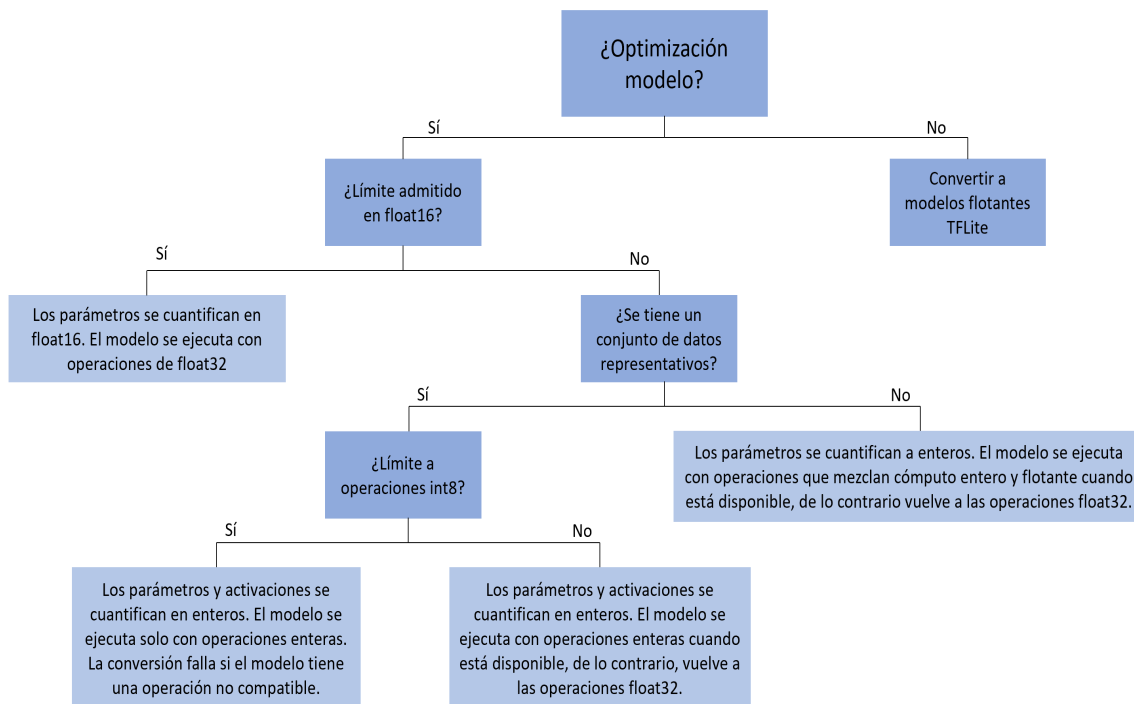 ¿Optimización
modelo?
Sí
No
¿Límite admitido
en float16?
Convertir a
modelos flotantes
TFLite
Sí
No
Los parámetros se cuantifican en
float16. El modelo se ejecuta con
operaciones de float32
¿Se tiene un
conjunto de datos
representativos?
Sí
No
¿Límite a
operaciones int8?
Los parámetros se cuantifican a enteros. El modelo se ejecuta
con operaciones que mezclan cómputo entero y flotante cuando
está disponible, de lo contrario vuelve a las operaciones float32.
Sí
No
Los parámetros y activaciones se
cuantifican en enteros. El modelo se
ejecuta solo con operaciones enteras.
La conversión falla si el modelo tiene
una operación no compatible.
Los parámetros y activaciones se
cuantifican en enteros. El modelo se
ejecuta con operaciones enteras cuando
está disponible, de lo contrario, vuelve a
las operaciones float32.